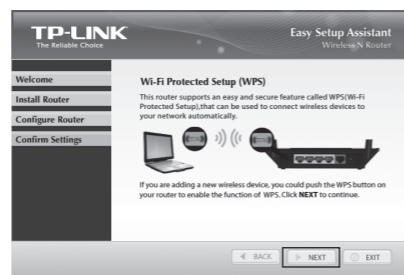 TP-LINK
The Reliable Choice
Easy Setup Assistant
Wireless N Router
Welcome
Install Router
Configure Router
Confirm Settings
Wi-Fi Protected Setup (WPS)
This router supports an easy and secure feature called WPS(Wi-Fi
Protected Setup),that can be used to connect wireless devices to
your network automatically.
If you are adding a new wireless device, you could push the WPS button on
your router to enable the function of WPS. Click NEXT to continue.
BACK
NEXT
EXIT